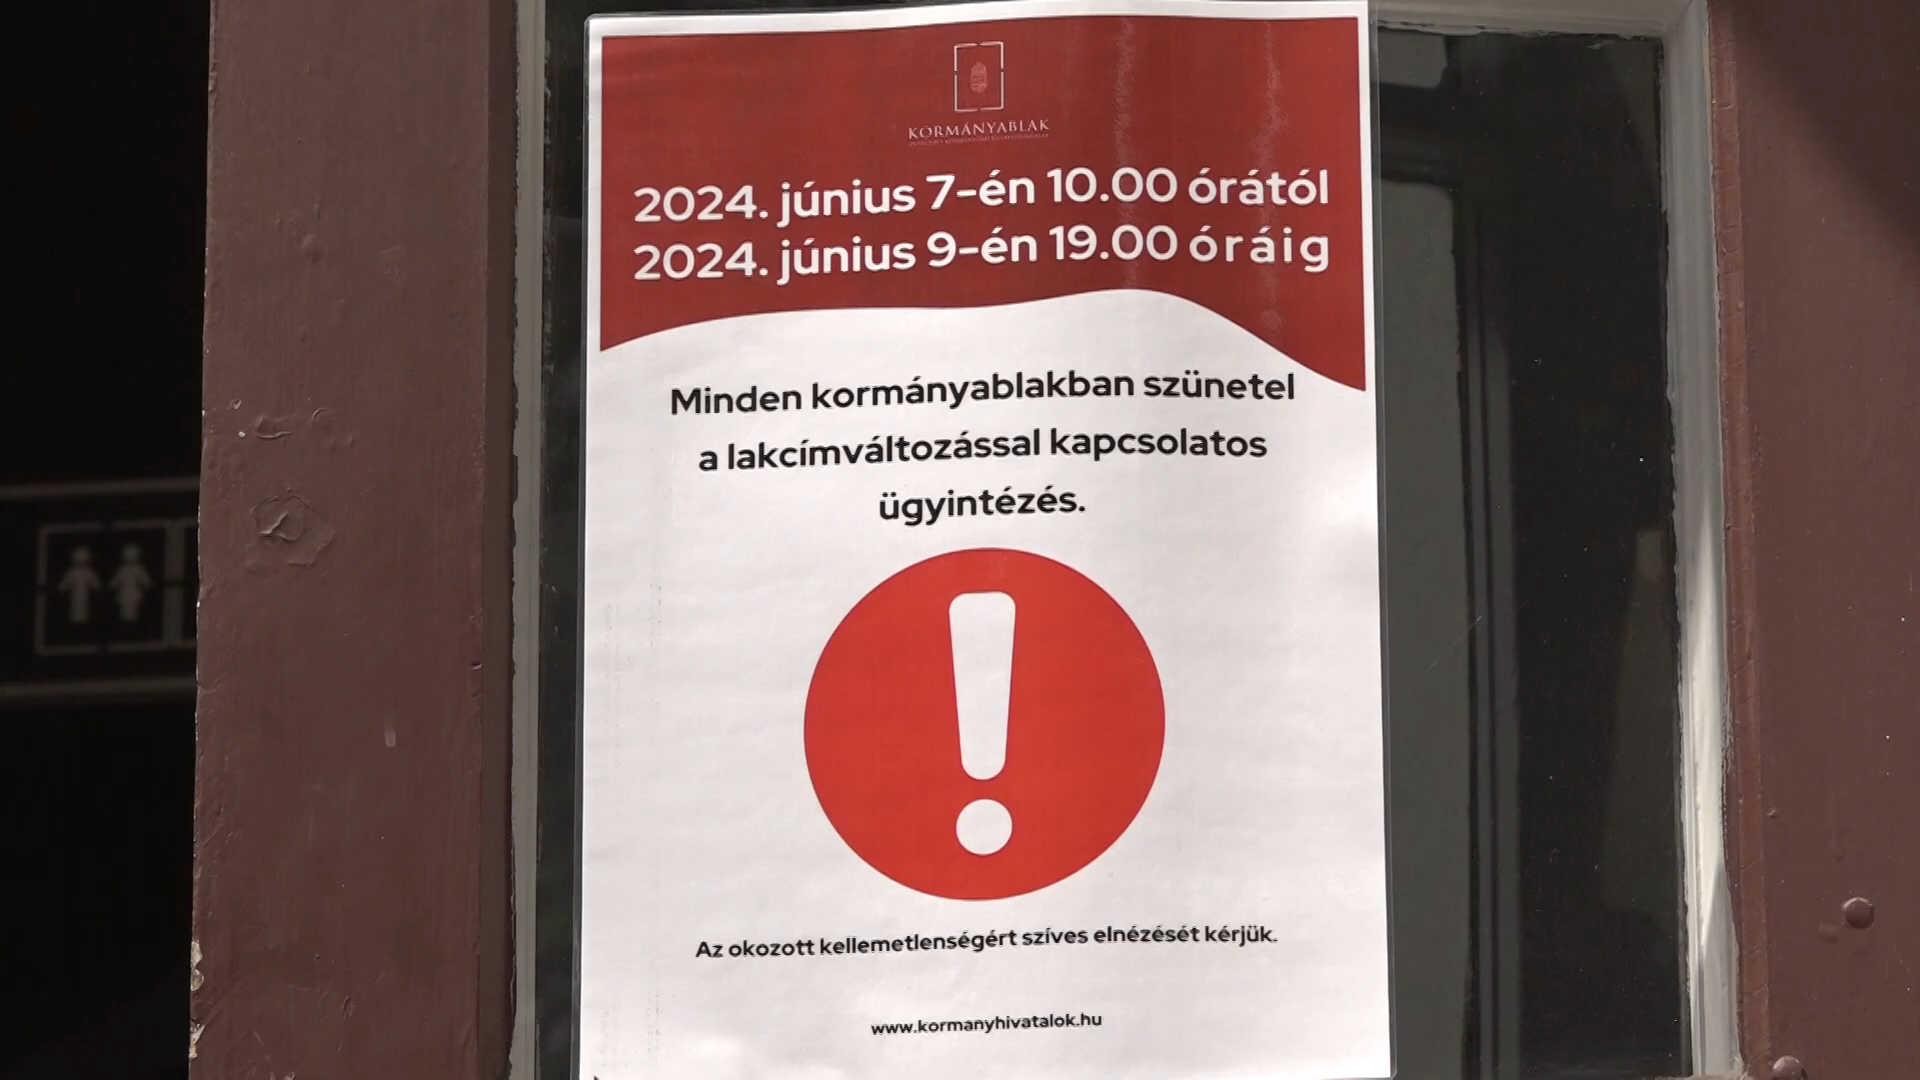 KORMÁNYABLAK
2024. június 7-én 10.00 órától
2024. június 9-én 19.00 óráig
Minden kormányablakban szünetel
a lakcímváltozással kapcsolatos
ügyintézés.
Az okozott kellemetlenségért szíves elnézését kérjük.
www.kormanyhivatalok.hu